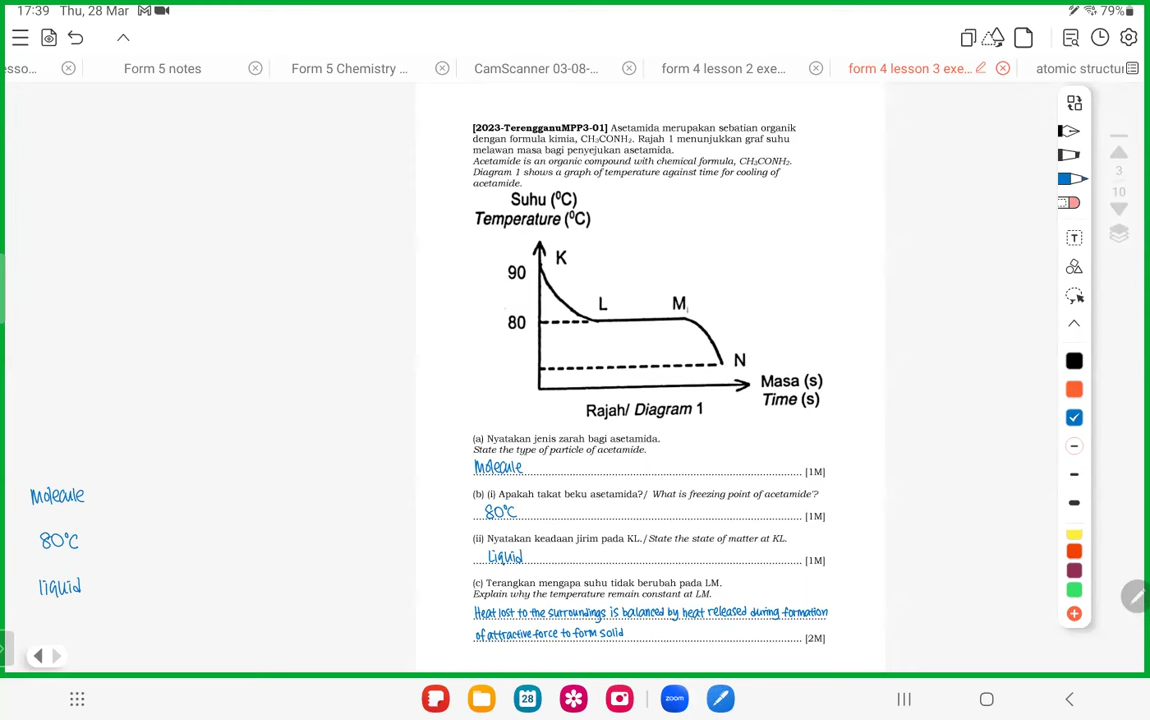 17:39 Thu, 28 Mar 79%
esso... Form 5 notes Form 5 Chemistry ... CamScanner 03-08-... form 4 lesson 2 exe... form 4 lesson 3 exe... atomic structu
[2023-TerengganuMPP3-01] Asetamida merupakan sebatian organik
dengan formula kimia, CH₃CONH₂. Rajah 1 menunjukkan graf suhu
melawan masa bagi penyejukan asetamida.
Acetamide is an organic compound with chemical formula, CH₃CONH₂.
Diagram 1 shows a graph of temperature against time for cooling of
acetamide.
Suhu (⁰C)
Temperature (⁰C)
K
90
L M
80
N
Masa (s)
Time (s)
Rajah/ Diagram 1
(a) Nyatakan jenis zarah bagi asetamida.
State the type of particle of acetamide.
Molecule [1M]
(b) (i) Apakah takat beku asetamida?/ What is freezing point of acetamide?
80°C [1M]
(ii) Nyatakan keadaan jirim pada KL./State the state of matter at KL.
Liquid [1M]
(c) Terangkan mengapa suhu tidak berubah pada LM.
Explain why the temperature remain constant at LM.
Heat lost to the surroundings is balanced by heat released during formation
of attractive force to form solid [2M]
Molecule
80°C
liquid
3
10
T
28
zoom